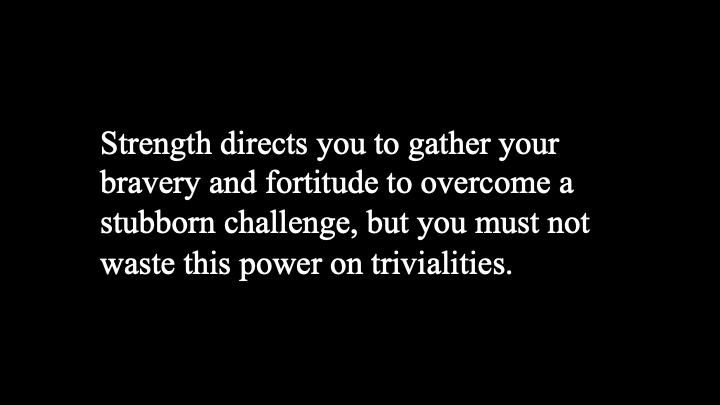 Strength directs you to gather your
bravery and fortitude to overcome a
stubborn challenge, but you must not
waste this power on trivialities.